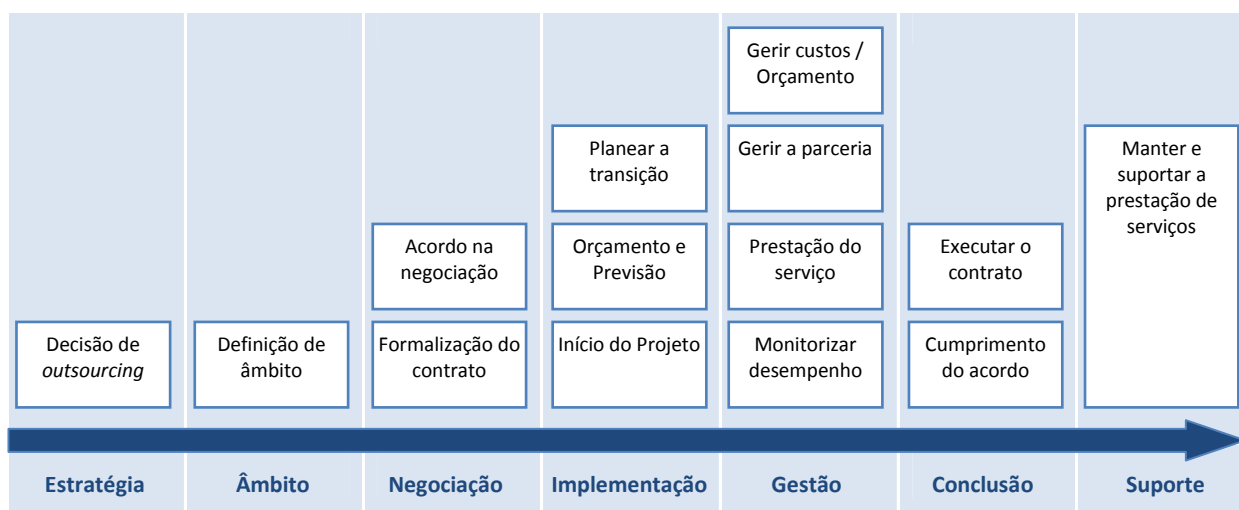 Decisão de
outsourcing
Estratégia
Definição de
âmbito
Âmbito
Acordo na
negociação
Formalização do
contrato
Negociação
Planear a
transição
Orçamento e
Previsão
Início do Projeto
Implementação
Gerir custos /
Orçamento
Gerir a parceria
Prestação do
serviço
Monitorizar
desempenho
Gestão
Executar o
contrato
Cumprimento
do acordo
Conclusão
Manter e
suportar a
prestação de
serviços
Suporte